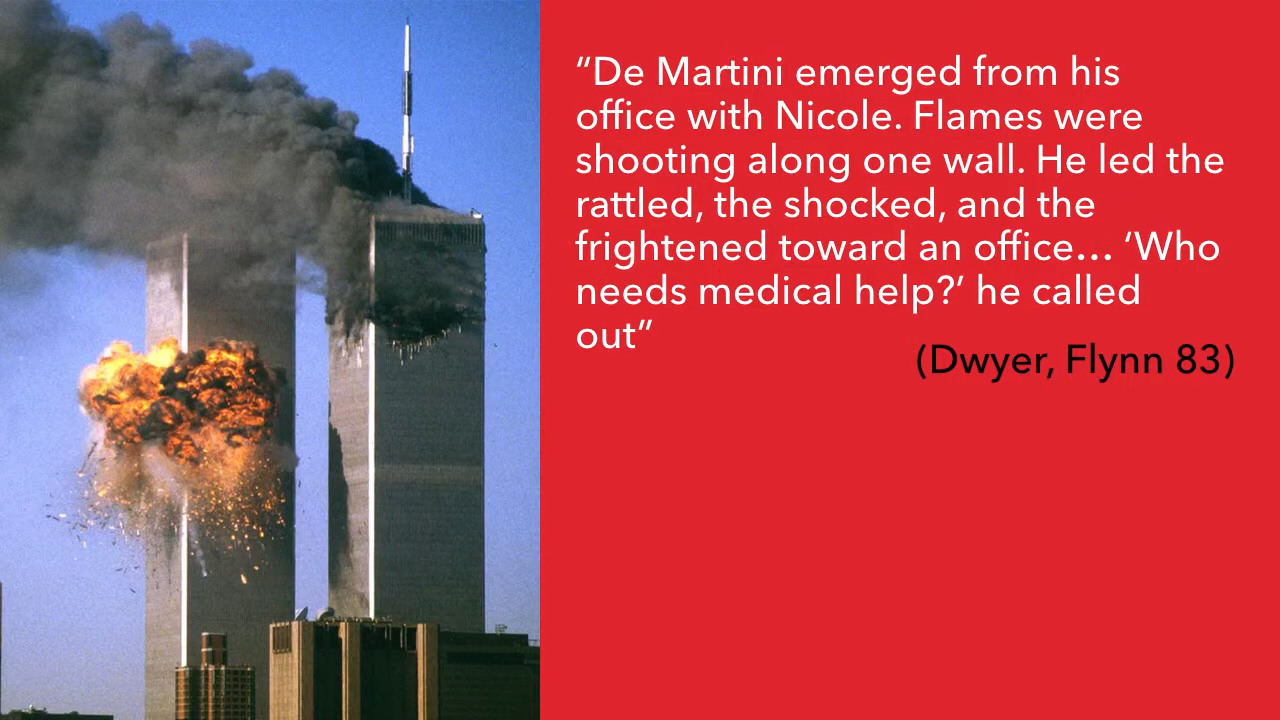 “De Martini emerged from his
office with Nicole. Flames were
shooting along one wall. He led the
rattled, the shocked, and the
frightened toward an office… ‘Who
needs medical help?’ he called
out”
(Dwyer, Flynn 83)